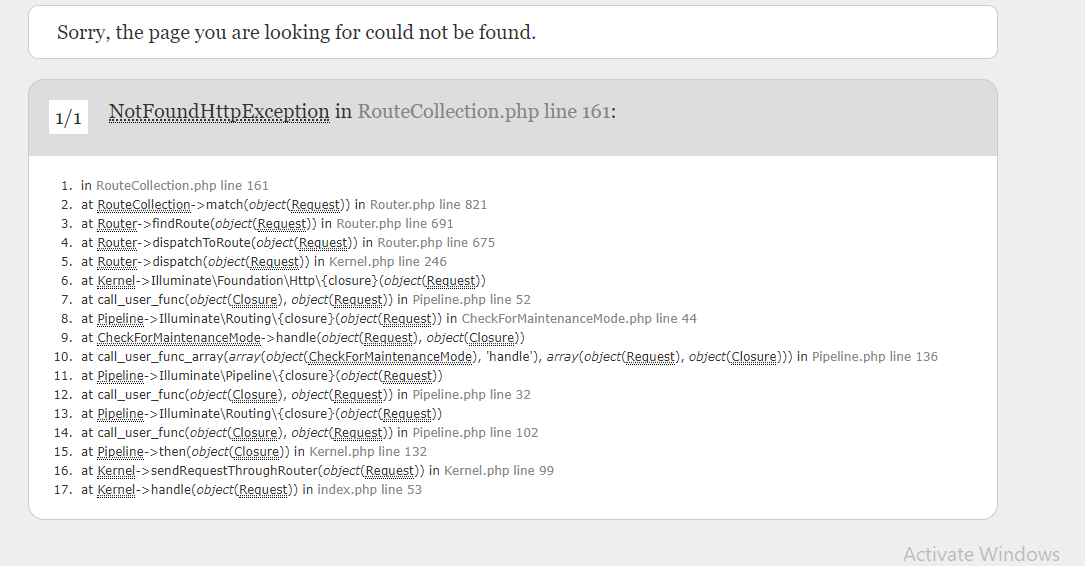 Sorry, the page you are looking for could not be found.
1/1 NotFoundHttpException in RouteCollection.php line 161:
1. in RouteCollection.php line 161
2. at RouteCollection->match(object(Request)) in Router.php line 821
3. at Router->findRoute(object(Request)) in Router.php line 691
4. at Router->dispatchToRoute(object(Request)) in Router.php line 675
5. at Router->dispatch(object(Request)) in Kernel.php line 246
6. at Kernel->Illuminate\Foundation\Http\{closure}(object(Request))
7. at call_user_func(object(Closure), object(Request)) in Pipeline.php line 52
8. at Pipeline->Illuminate\Routing\{closure}(object(Request)) in CheckForMaintenanceMode.php line 44
9. at CheckForMaintenanceMode->handle(object(Request), object(Closure))
10. at call_user_func_array(array(object(CheckForMaintenanceMode), 'handle'), array(object(Request), object(Closure))) in Pipeline.php line 136
11. at Pipeline->Illuminate\Pipeline\{closure}(object(Request))
12. at call_user_func(object(Closure), object(Request)) in Pipeline.php line 32
13. at Pipeline->Illuminate\Routing\{closure}(object(Request))
14. at call_user_func(object(Closure), object(Request)) in Pipeline.php line 102
15. at Pipeline->then(object(Closure)) in Kernel.php line 132
16. at Kernel->sendRequestThroughRouter(object(Request)) in Kernel.php line 99
17. at Kernel->handle(object(Request)) in index.php line 53
Activate Windows